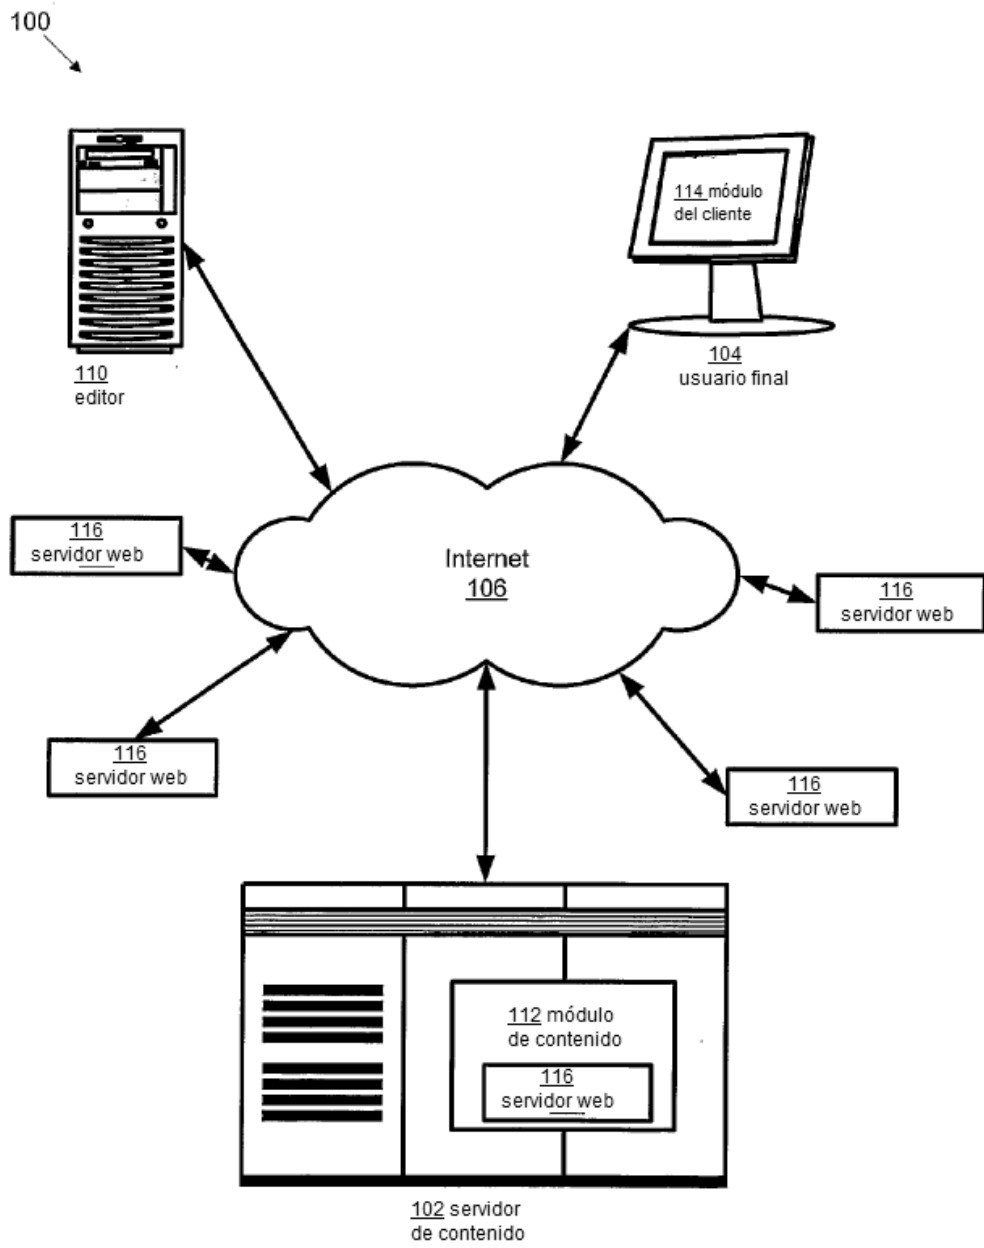 100
114 módulo
del cliente
110
editor
104
usuario final
116
servidor web
Internet
106
116
servidor web
116
servidor web
116
servidor web
112 módulo
de contenido
116
servidor web
102 servidor
de contenido